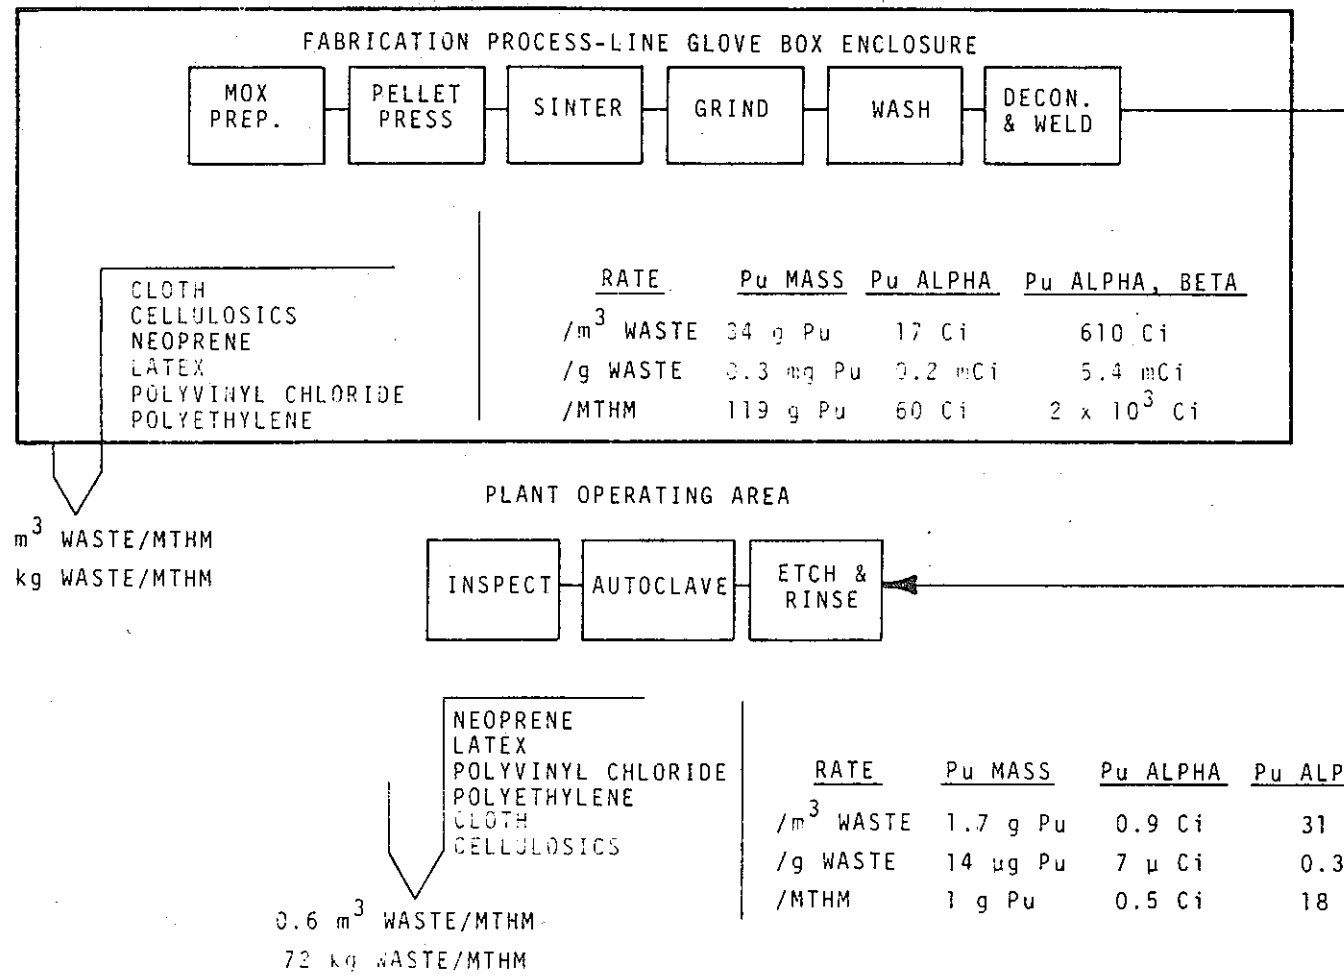 FABRICATION PROCESS-LINE GLOVE BOX ENCLOSURE
MOX PREP.
PELLET PRESS
SINTER
GRIND
WASH
DECON. & WELD
CLOTH
CELLULOSICS
NEOPRENE
LATEX
POLYVINYL CHLORIDE
POLYETHYLENE
RATE Pu MASS Pu ALPHA Pu ALPHA, BETA
/m³ WASTE 34 g Pu 17 Ci 610 Ci
/g WASTE 0.3 mg Pu 0.2 mCi 5.4 mCi
/MTHM 119 g Pu 60 Ci 2 x 10³ Ci
m³ WASTE/MTHM
kg WASTE/MTHM
PLANT OPERATING AREA
INSPECT
AUTOCLAVE
ETCH & RINSE
NEOPRENE
LATEX
POLYVINYL CHLORIDE
POLYETHYLENE
CLOTH
CELLULOSICS
RATE Pu MASS Pu ALPHA Pu ALP
/m³ WASTE 1.7 g Pu 0.9 Ci 31
/g WASTE 14 µg Pu 7 µ Ci 0.3
/MTHM 1 g Pu 0.5 Ci 18
0.6 m³ WASTE/MTHM
72 kg WASTE/MTHM